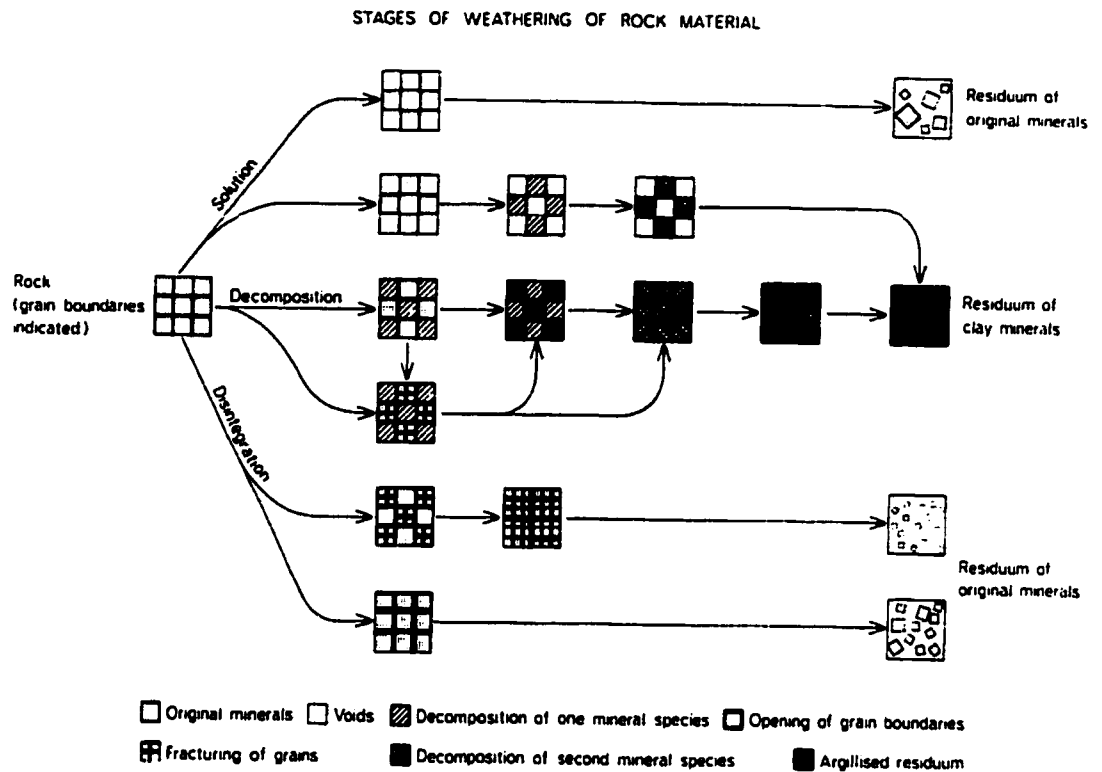 STAGES OF WEATHERING OF ROCK MATERIAL
Residuum of
original minerals
Solution
Rock
(grain boundaries
indicated)
Decomposition
Residuum of
clay minerals
Disintegration
Residuum of
original minerals
Original minerals
Voids
Decomposition of one mineral species
Opening of grain boundaries
Fracturing of grains
Decomposition of second mineral species
Argillised residuum